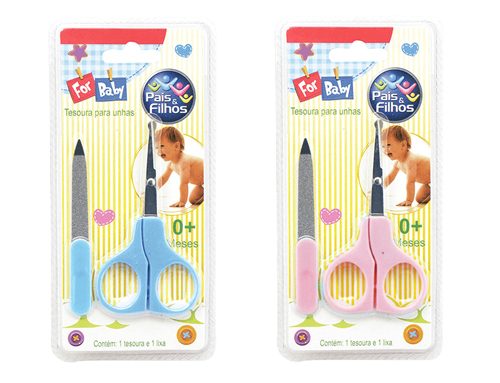 For Baby
Pais & Filhos
Tesoura para unhas
0+
Meses
Contém: 1 tesoura e 1 lixa
For Baby
Pais & Filhos
Tesoura para unhas
0+
Meses
Contém: 1 tesoura e 1 lixa